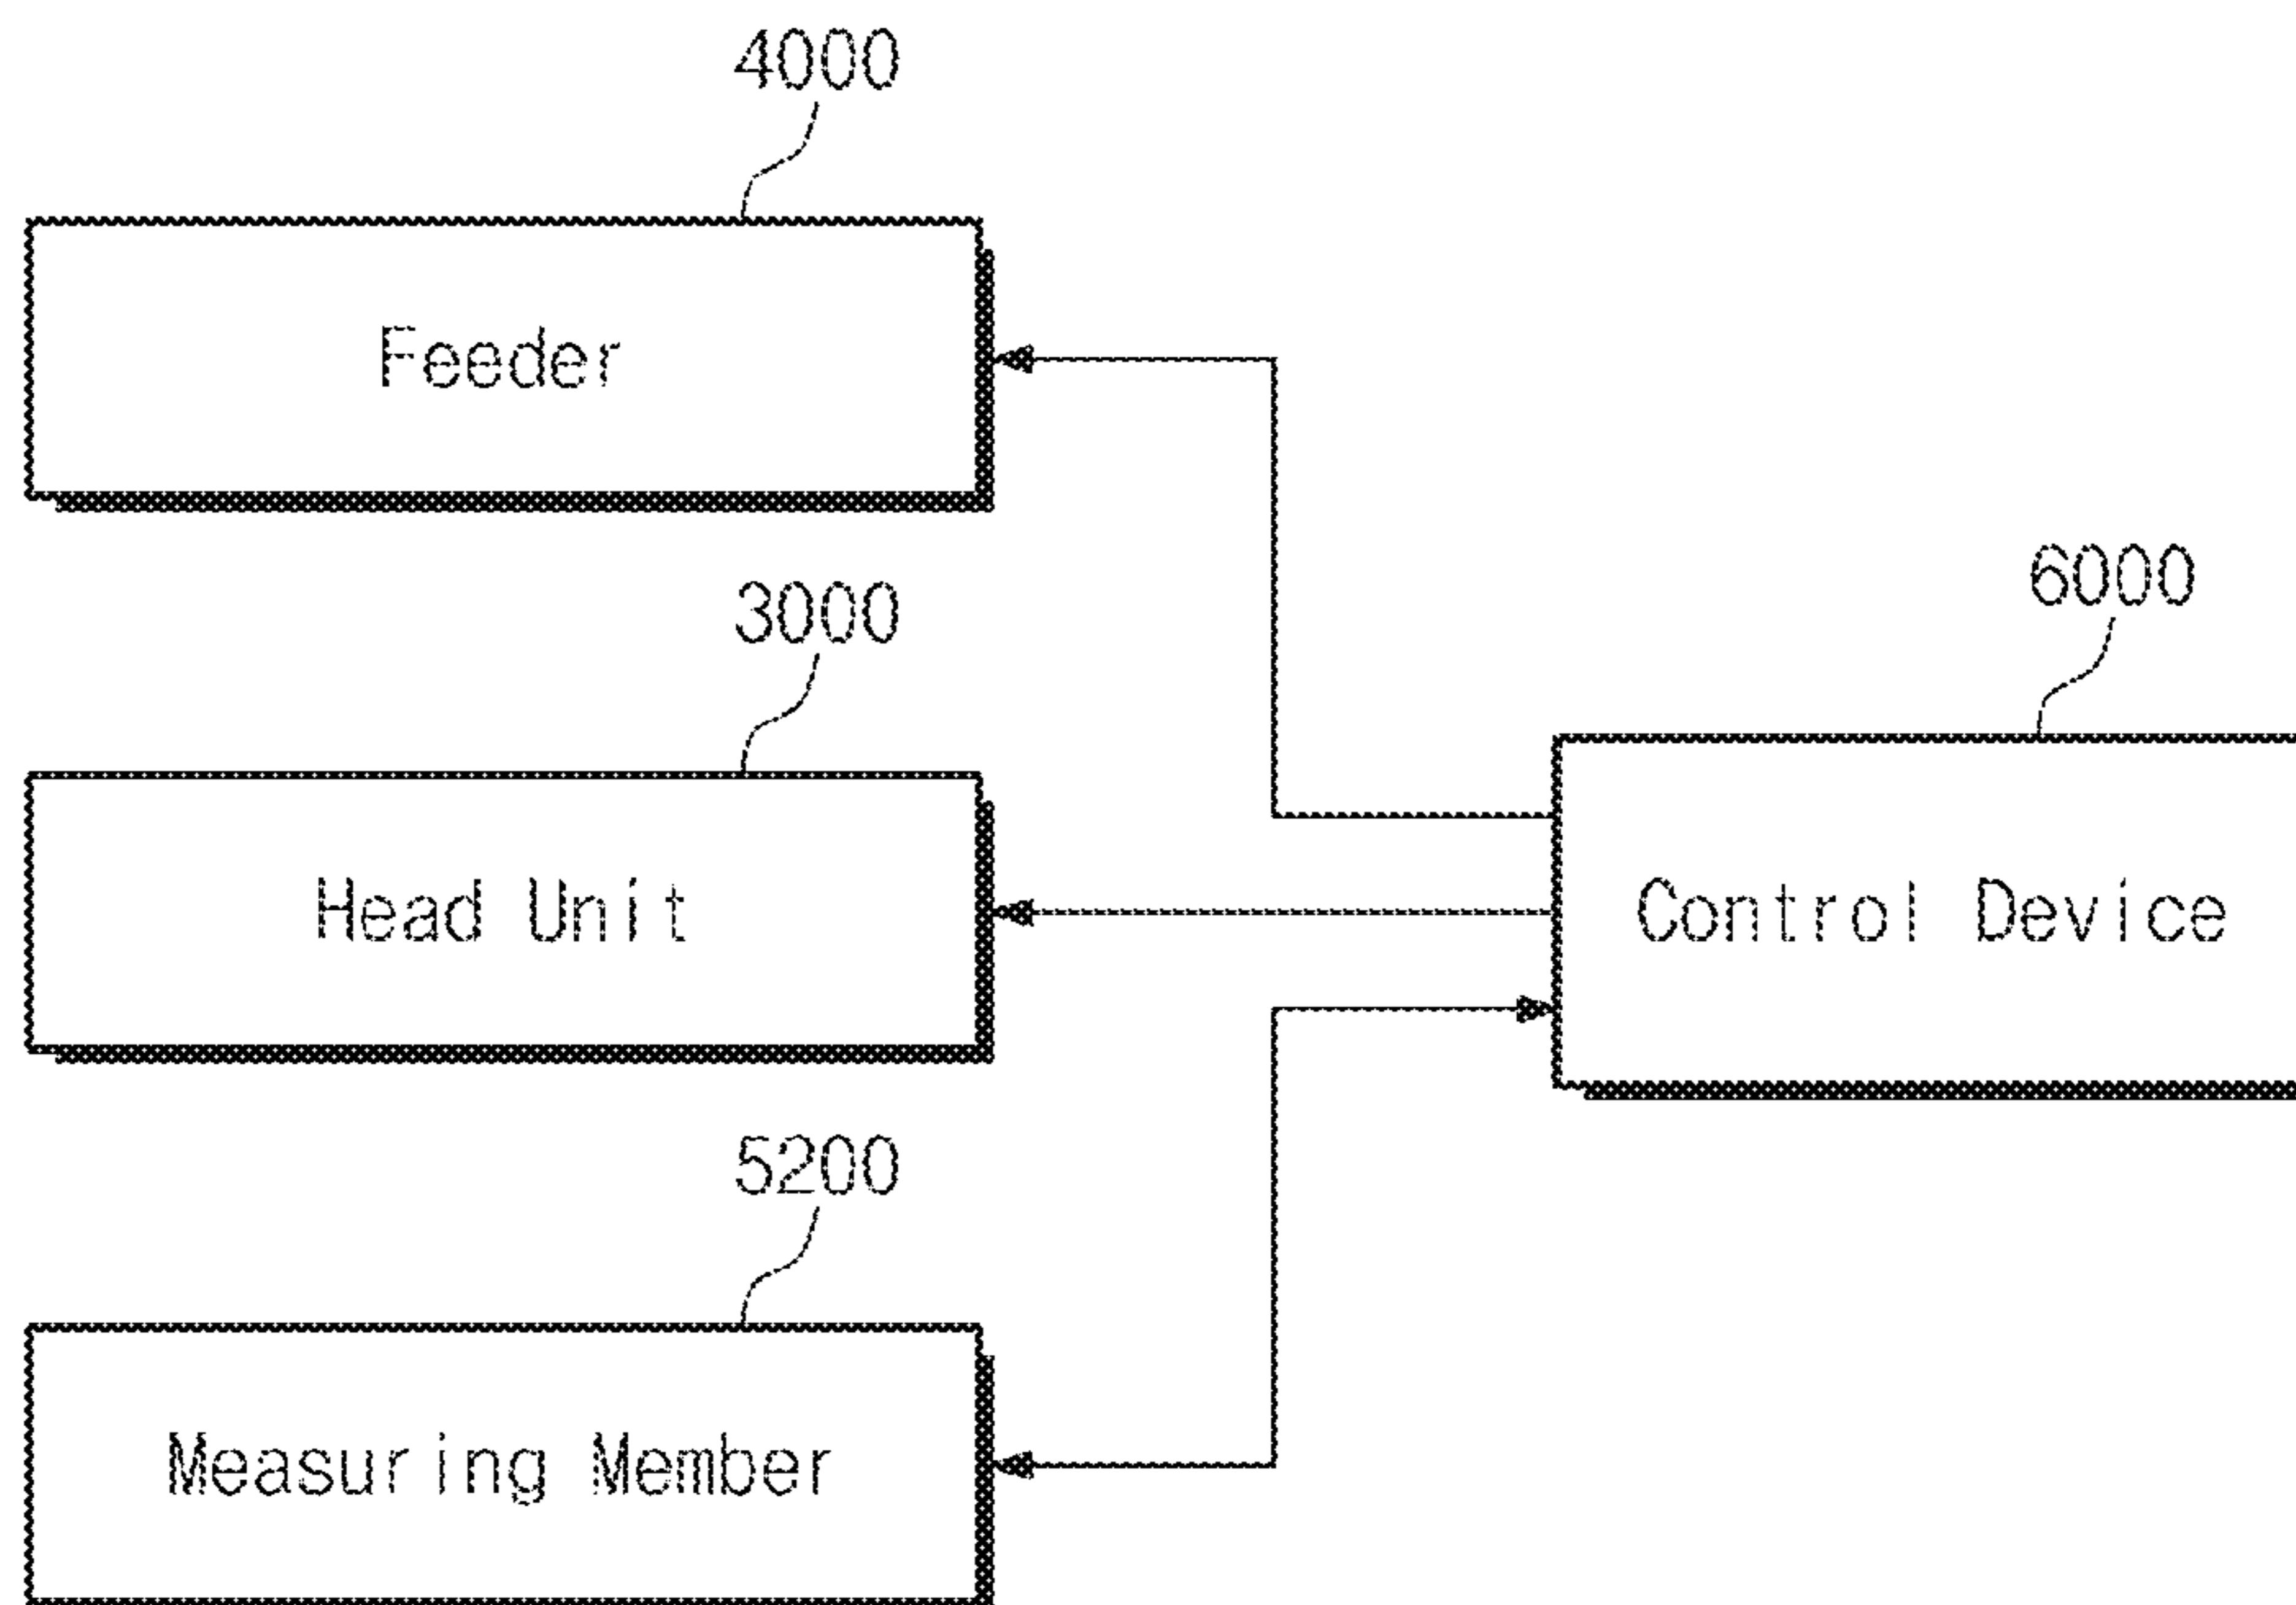 4000
Feeder
3000
Head Unit
6000
Control Device
5200
Measuring Member